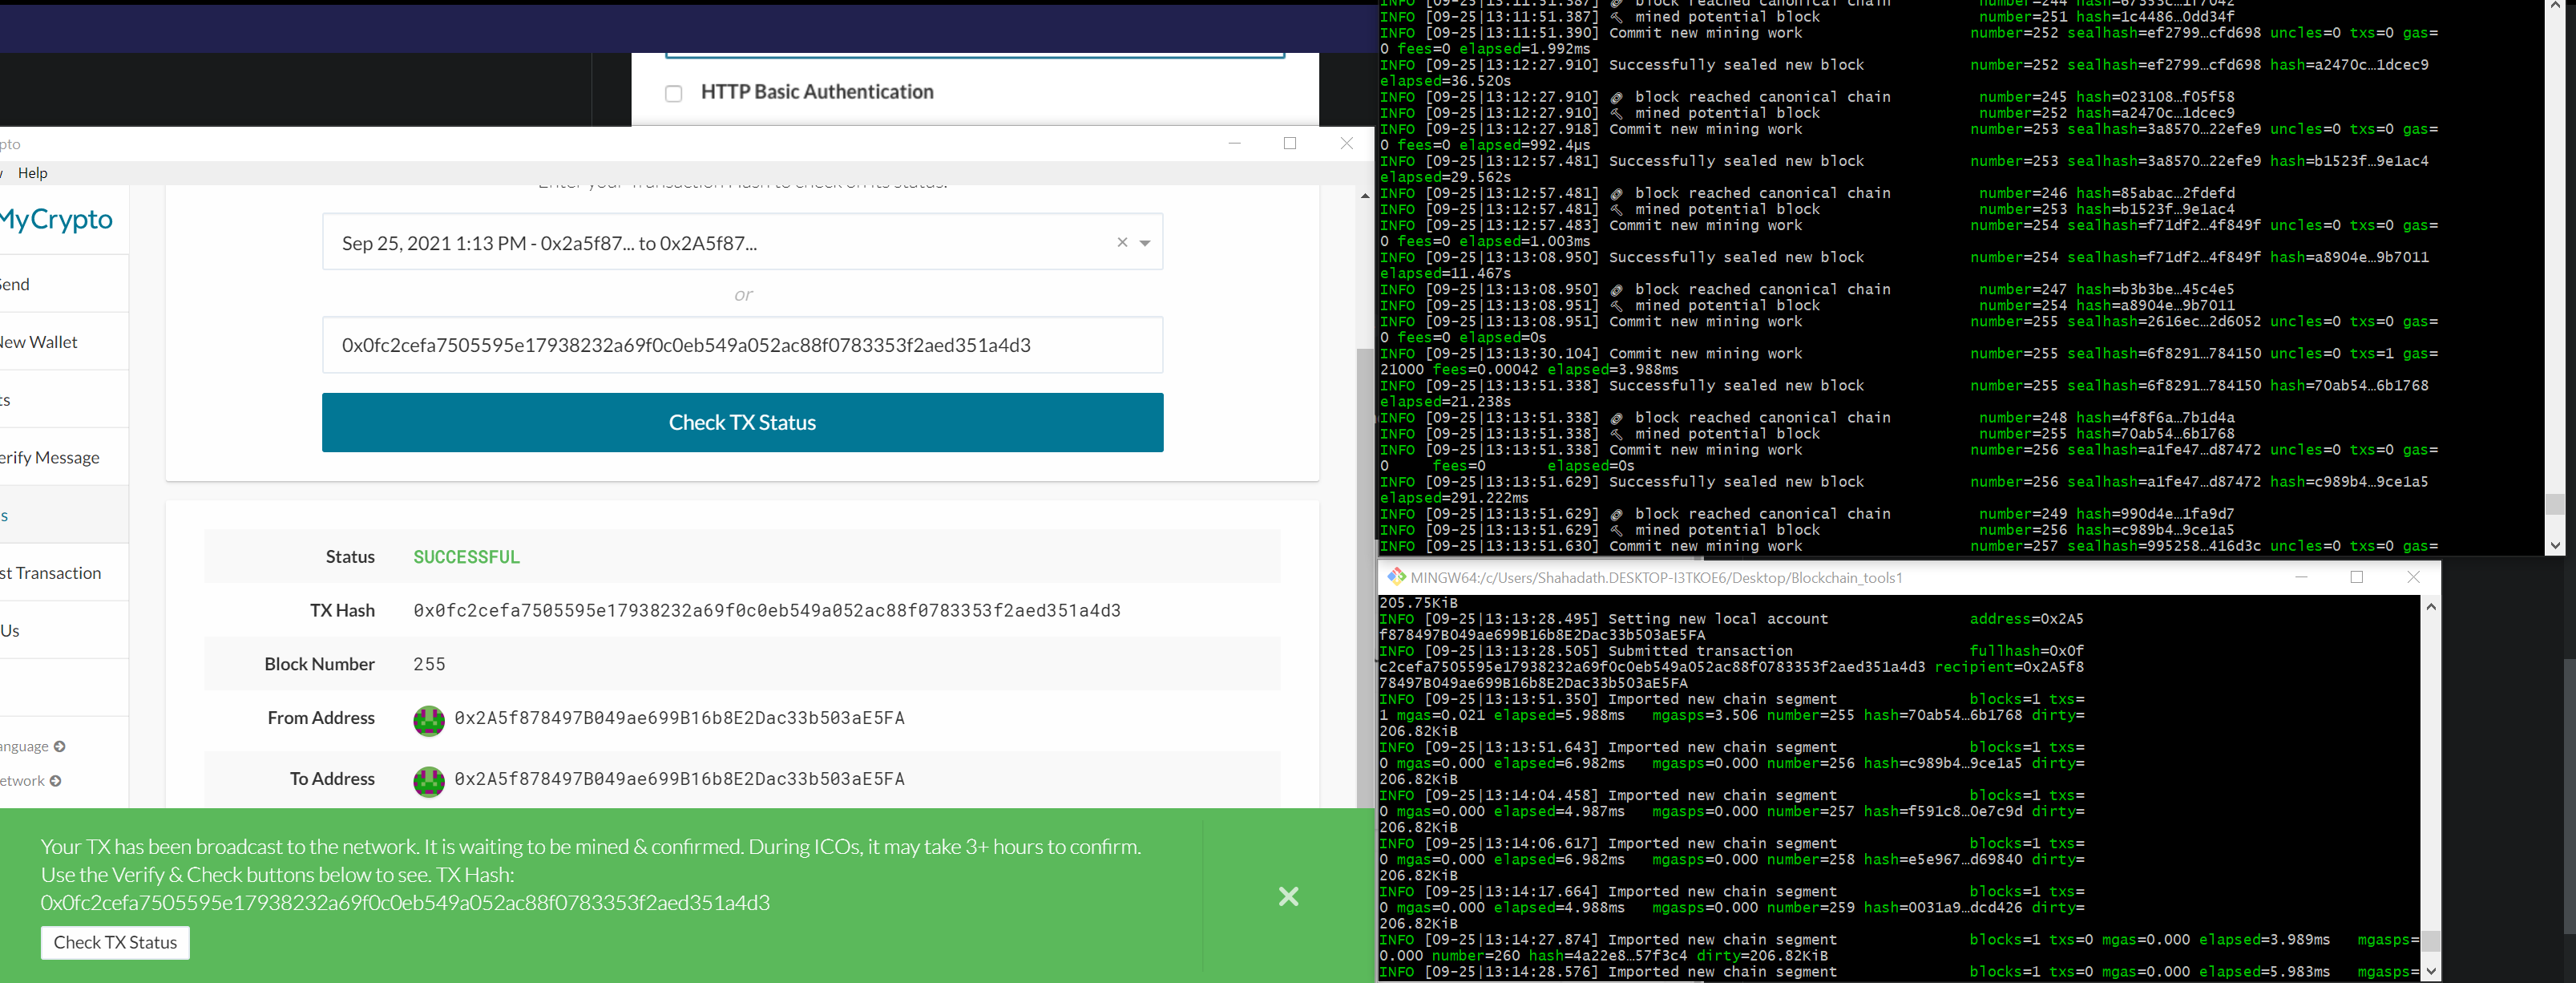 HTTP Basic Authentication
pto
Help
Enter your Transaction Hash to check on its status.
MyCrypto
Send
New Wallet
ts
erify Message
s
st Transaction
Us
anguage
etwork
Sep 25, 2021 1:13 PM - 0x2a5f87... to 0x2A5f87...
or
0x0fc2cefa7505595e17938232a69f0c0eb549a052ac88f0783353f2aed351a4d3
Check TX Status
Status SUCCESSFUL
TX Hash 0x0fc2cefa7505595e17938232a69f0c0eb549a052ac88f0783353f2aed351a4d3
Block Number 255
From Address 0x2A5f878497B049ae699B16b8E2Dac33b503aE5FA
To Address 0x2A5f878497B049ae699B16b8E2Dac33b503aE5FA
Your TX has been broadcast to the network. It is waiting to be mined & confirmed. During ICOs, it may take 3+ hours to confirm.
Use the Verify & Check buttons below to see. TX Hash:
0x0fc2cefa7505595e17938232a69f0c0eb549a052ac88f0783353f2aed351a4d3
Check TX Status
INFO [09-25|13:11:51.387] block reached canonical chain number=244 hash=67353c…1f7042
INFO [09-25|13:11:51.387] mined potential block number=251 hash=1c4486…0dd34f
INFO [09-25|13:11:51.390] Commit new mining work number=252 sealhash=ef2799…cfd698 uncles=0 txs=0 gas=
0 fees=0 elapsed=1.992ms
INFO [09-25|13:12:27.910] Successfully sealed new block number=252 sealhash=ef2799…cfd698 hash=a2470c…1dcec9
elapsed=36.520s
INFO [09-25|13:12:27.910] block reached canonical chain number=245 hash=023108…f05f58
INFO [09-25|13:12:27.910] mined potential block number=252 hash=a2470c…1dcec9
INFO [09-25|13:12:27.918] Commit new mining work number=253 sealhash=3a8570…22efe9 uncles=0 txs=0 gas=
0 fees=0 elapsed=992.4µs
INFO [09-25|13:12:57.481] Successfully sealed new block number=253 sealhash=3a8570…22efe9 hash=b1523f…9e1ac4
elapsed=29.562s
INFO [09-25|13:12:57.481] block reached canonical chain number=246 hash=85abac…2fdefd
INFO [09-25|13:12:57.481] mined potential block number=253 hash=b1523f…9e1ac4
INFO [09-25|13:12:57.483] Commit new mining work number=254 sealhash=f71df2…4f849f uncles=0 txs=0 gas=
0 fees=0 elapsed=1.003ms
INFO [09-25|13:13:08.950] Successfully sealed new block number=254 sealhash=f71df2…4f849f hash=a8904e…9b7011
elapsed=11.467s
INFO [09-25|13:13:08.950] block reached canonical chain number=247 hash=b3b3be…45c4e5
INFO [09-25|13:13:08.951] mined potential block number=254 hash=a8904e…9b7011
INFO [09-25|13:13:08.951] Commit new mining work number=255 sealhash=2616ec…2d6052 uncles=0 txs=0 gas=
0 fees=0 elapsed=0s
INFO [09-25|13:13:30.104] Commit new mining work number=255 sealhash=6f8291…784150 uncles=0 txs=1 gas=
21000 fees=0.00042 elapsed=3.988ms
INFO [09-25|13:13:51.338] Successfully sealed new block number=255 sealhash=6f8291…784150 hash=70ab54…6b1768
elapsed=21.238s
INFO [09-25|13:13:51.338] block reached canonical chain number=248 hash=4f8f6a…7b1d4a
INFO [09-25|13:13:51.338] mined potential block number=255 hash=70ab54…6b1768
INFO [09-25|13:13:51.338] Commit new mining work number=256 sealhash=a1fe47…d87472 uncles=0 txs=0 gas=
0 fees=0 elapsed=0s
INFO [09-25|13:13:51.629] Successfully sealed new block number=256 sealhash=a1fe47…d87472 hash=c989b4…9ce1a5
elapsed=291.222ms
INFO [09-25|13:13:51.629] block reached canonical chain number=249 hash=990d4e…1fa9d7
INFO [09-25|13:13:51.629] mined potential block number=256 hash=c989b4…9ce1a5
INFO [09-25|13:13:51.630] Commit new mining work number=257 sealhash=995258…416d3c uncles=0 txs=0 gas=
MINGW64:/c/Users/Shahadath.DESKTOP-I3TKOE6/Desktop/Blockchain_tools1
205.75KiB
INFO [09-25|13:13:28.495] Setting new local account address=0x2A5
f878497B049ae699B16b8E2Dac33b503aE5FA
INFO [09-25|13:13:28.505] Submitted transaction fullhash=0x0f
c2cefa7505595e17938232a69f0c0eb549a052ac88f0783353f2aed351a4d3 recipient=0x2A5f8
78497B049ae699B16b8E2Dac33b503aE5FA
INFO [09-25|13:13:51.350] Imported new chain segment blocks=1 txs=
1 mgas=0.021 elapsed=5.988ms mgasps=3.506 number=255 hash=70ab54…6b1768 dirty=
206.82KiB
INFO [09-25|13:13:51.643] Imported new chain segment blocks=1 txs=
0 mgas=0.000 elapsed=6.982ms mgasps=0.000 number=256 hash=c989b4…9ce1a5 dirty=
206.82KiB
INFO [09-25|13:14:04.458] Imported new chain segment blocks=1 txs=
0 mgas=0.000 elapsed=4.987ms mgasps=0.000 number=257 hash=f591c8…0e7c9d dirty=
206.82KiB
INFO [09-25|13:14:06.617] Imported new chain segment blocks=1 txs=
0 mgas=0.000 elapsed=6.982ms mgasps=0.000 number=258 hash=e5e967…d69840 dirty=
206.82KiB
INFO [09-25|13:14:17.664] Imported new chain segment blocks=1 txs=
0 mgas=0.000 elapsed=4.988ms mgasps=0.000 number=259 hash=0031a9…dcd426 dirty=
206.82KiB
INFO [09-25|13:14:27.874] Imported new chain segment blocks=1 txs=0 mgas=0.000 elapsed=3.989ms mgasps=
0.000 number=260 hash=4a22e8…57f3c4 dirty=206.82KiB
INFO [09-25|13:14:28.576] Imported new chain segment blocks=1 txs=0 mgas=0.000 elapsed=5.983ms mgasps=